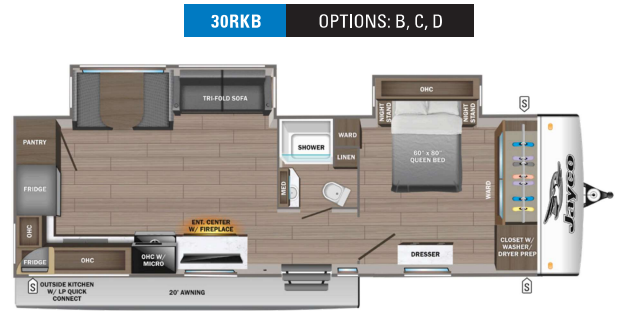 30RKB OPTIONS: B, C, D
OHC
TRI-FOLD SOFA
NIGHT
STAND
NIGHT
STAND
S
PANTRY
WARD
SHOWER
LINEN
60" x 80"
QUEEN BED
FRIDGE
MED
WARD
Jayco
ENT. CENTER
W/ FIREPLACE
OHC
CLOSET W/
WASHER/
DRYER PREP
DRESSER
OHC W/
MICRO
FRIDGE
OHC
S
OUTSIDE KITCHEN
W/ LP QUICK
CONNECT
20' AWNING
S